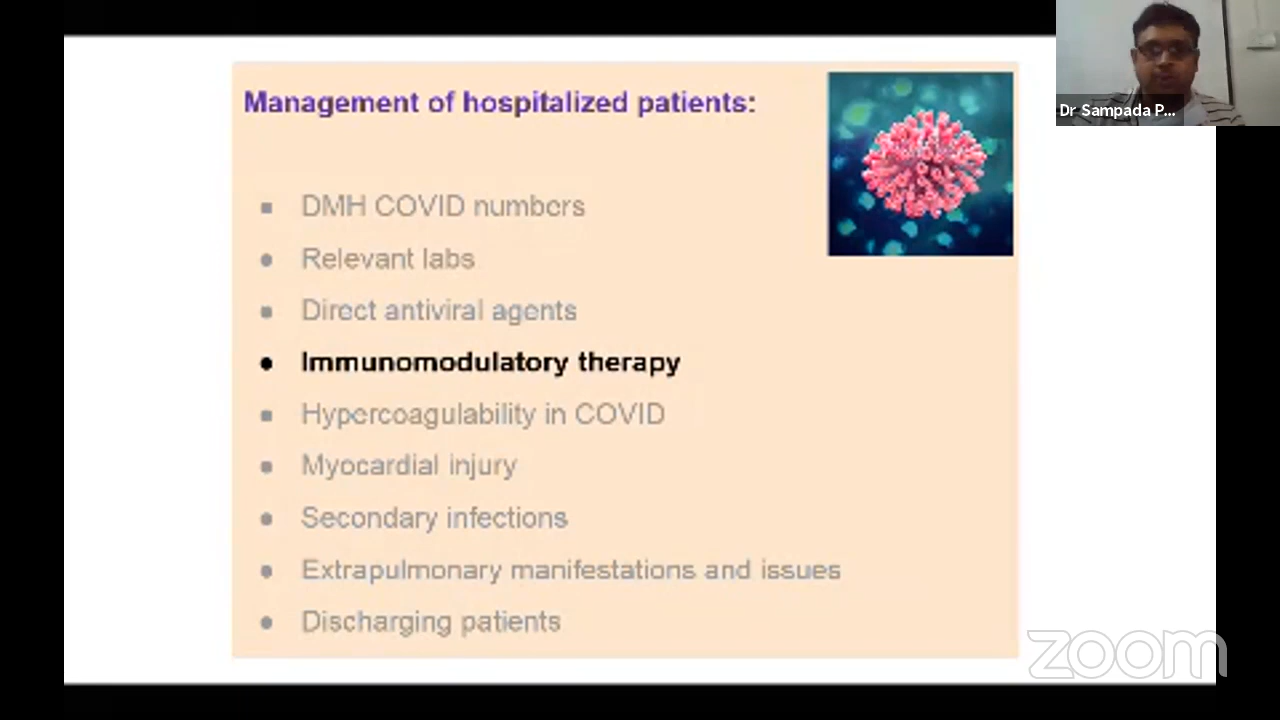 Management of hospitalized patients:
DMH COVID numbers
Relevant labs
Direct antiviral agents
Immunomodulatory therapy
Hypercoagulability in COVID
Myocardial injury
Secondary infections
Extrapulmonary manifestations and issues
Discharging patients
Dr Sampada P...
zoom